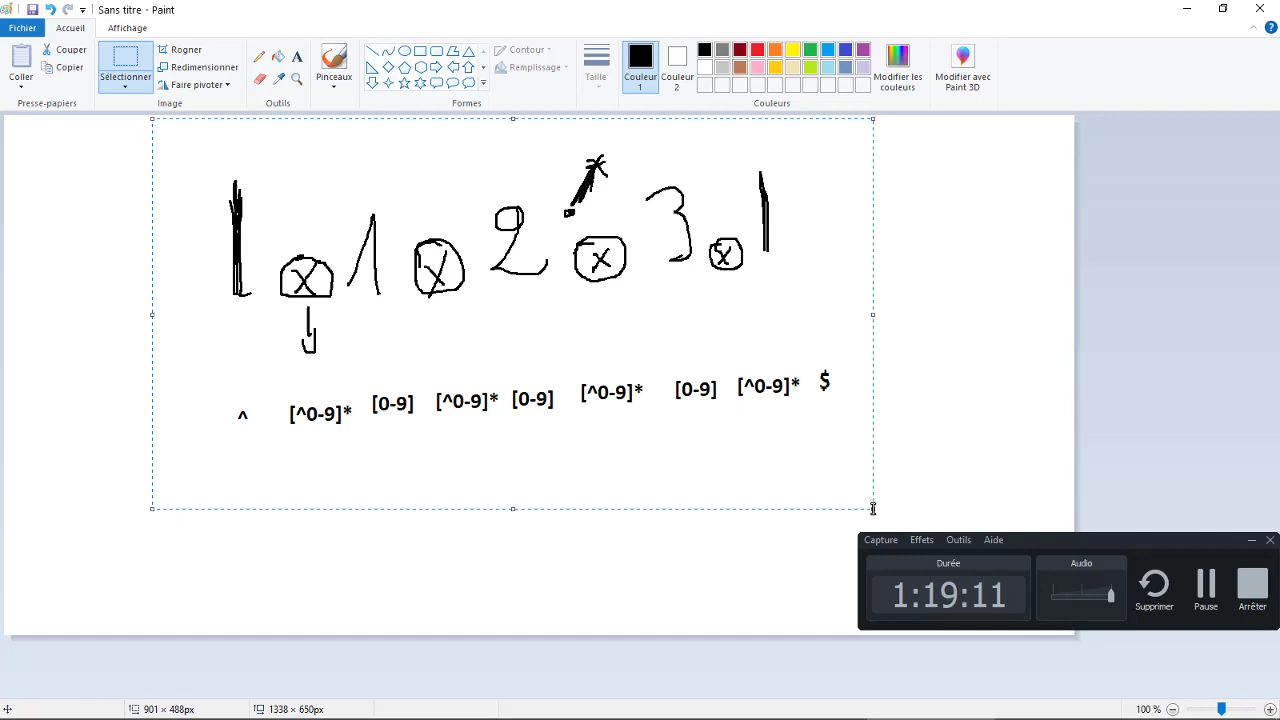 Sans titre - Paint
Fichier Accueil Affichage
Coller
Couper
Copier
Presse-papiers
Sélectionner
Rogner
Redimensionner
Faire pivoter
Image
A
Outils
Pinceaux
Contour
Remplissage
Formes
Taille
Couleur 1
Couleur 2
Couleurs
Modifier les couleurs
Modifier avec Paint 3D
| x 1 x 2 x 3 x |
^ [^0-9]* [0-9] [^0-9]* [0-9] [^0-9]* [0-9] [^0-9]* $
Capture Effets Outils Aide
Durée
1:19:11
Audio
Supprimer Pause Arrêter
901 × 488px 1338 × 650px 100 %